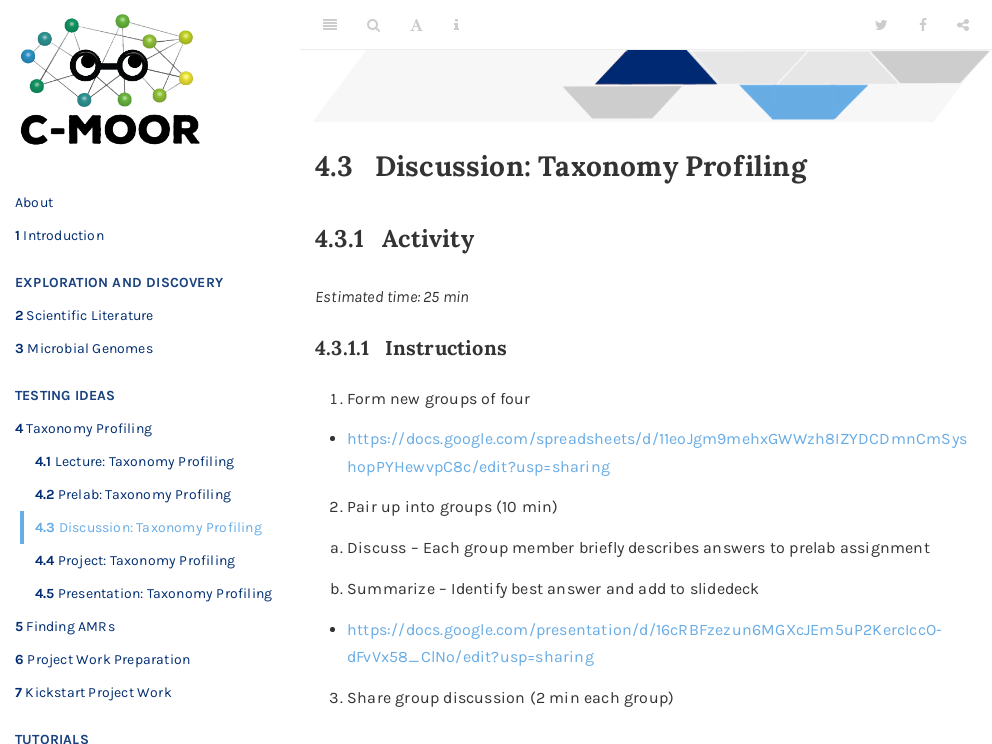 C-MOOR
About
1 Introduction
EXPLORATION AND DISCOVERY
2 Scientific Literature
3 Microbial Genomes
TESTING IDEAS
4 Taxonomy Profiling
4.1 Lecture: Taxonomy Profiling
4.2 Prelab: Taxonomy Profiling
4.3 Discussion: Taxonomy Profiling
4.4 Project: Taxonomy Profiling
4.5 Presentation: Taxonomy Profiling
5 Finding AMRs
6 Project Work Preparation
7 Kickstart Project Work
TUTORIALS
4.3 Discussion: Taxonomy Profiling
4.3.1 Activity
Estimated time: 25 min
4.3.1.1 Instructions
1. Form new groups of four
• https://docs.google.com/spreadsheets/d/11eoJgm9mehxGWWzh8IZYDCDmnCmSys
hopPYHewvpC8c/edit?usp=sharing
2. Pair up into groups (10 min)
a. Discuss – Each group member briefly describes answers to prelab assignment
b. Summarize – Identify best answer and add to slidedeck
• https://docs.google.com/presentation/d/16cRBFzezun6MGXcJEm5uP2KercIccO-
dFvVx58_ClNo/edit?usp=sharing
3. Share group discussion (2 min each group)